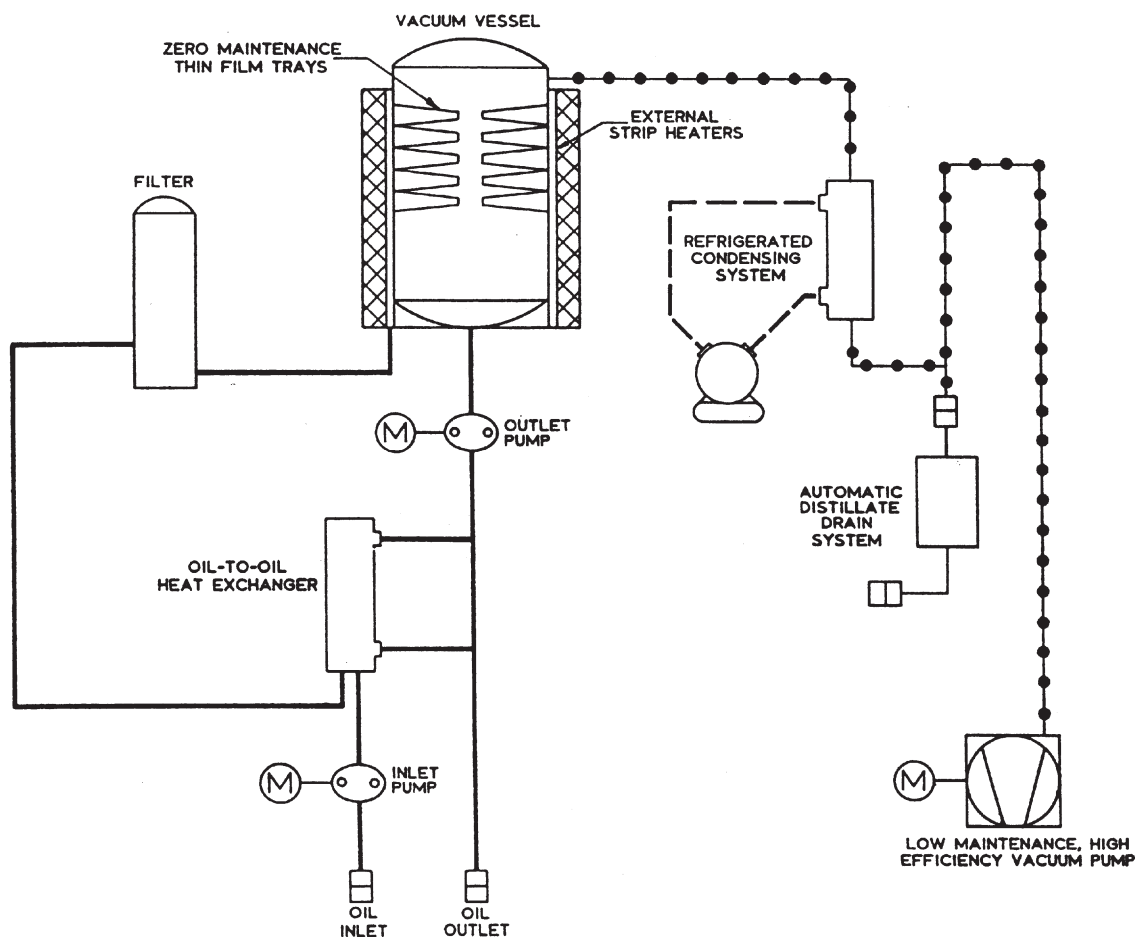 VACUUM VESSEL
ZERO MAINTENANCE
THIN FILM TRAYS
EXTERNAL
STRIP HEATERS
FILTER
REFRIGERATED
CONDENSING
SYSTEM
M
OUTLET
PUMP
AUTOMATIC
DISTILLATE
DRAIN
SYSTEM
OIL-TO-OIL
HEAT EXCHANGER
M
INLET
PUMP
M
LOW MAINTENANCE, HIGH
EFFICIENCY VACUUM PUMP
OIL
INLET
OIL
OUTLET